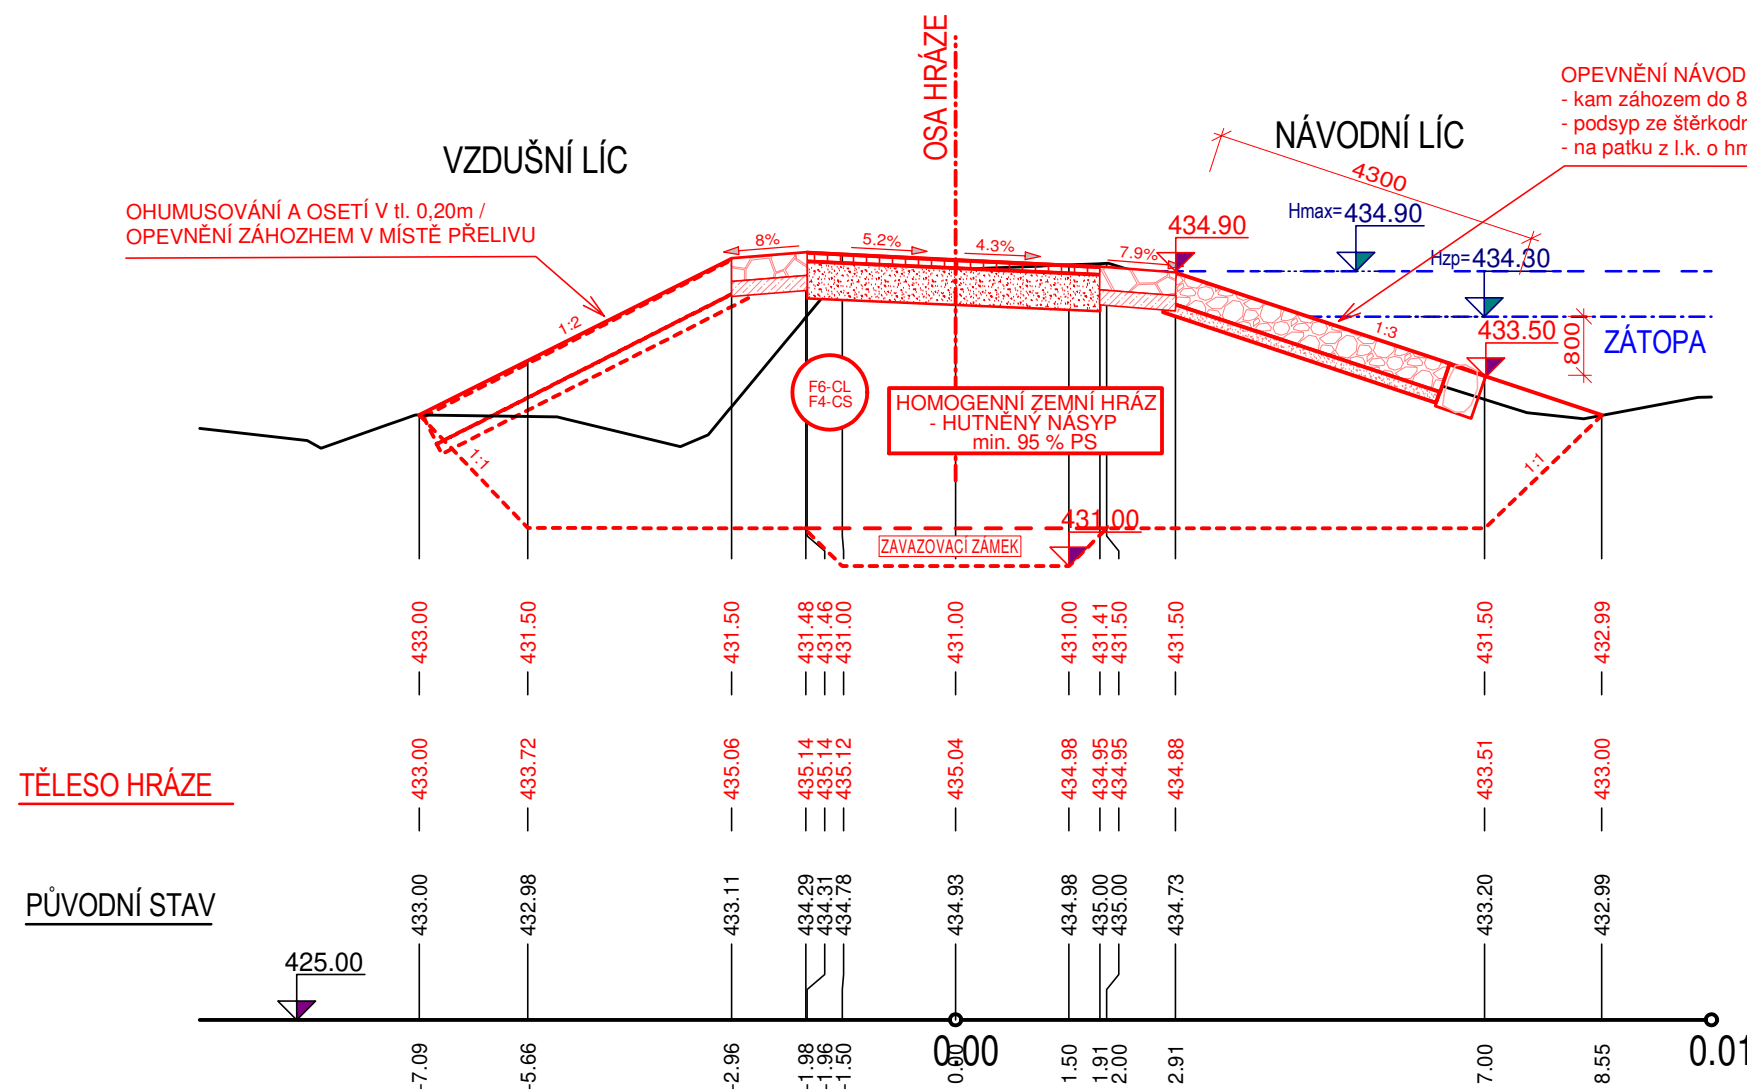 OSA HRÁZE
VZDUŠNÍ LÍC
NÁVODNÍ LÍC
OPEVNĚNÍ NÁVOD
- kam záhozem do 8
- podsyp ze štěrkodr
- na patku z l.k. o hm
OHUMUSOVÁNÍ A OSETÍ V tl. 0,20m /
OPEVNĚNÍ ZÁHOZHEM V MÍSTĚ PŘELIVU
4300
Hmax=434.90
434.90
Hzp=434.30
8%
5.2%
4.3%
7.9%
1:2
1:3
433.50
800
ZÁTOPA
F6-CL
F4-CS
HOMOGENNÍ ZEMNÍ HRÁZ
- HUTNĚNÝ NÁSYP
min. 95 % PS
1:1
1:1
431.00
ZAVAZOVACÍ ZÁMEK
433.00 431.50 431.50 431.48 431.46 431.00 431.00 431.00 431.41 431.50 431.50 431.50 432.99
TĚLESO HRÁZE
433.00 433.72 435.06 435.14 435.14 435.12 435.04 434.98 434.95 434.95 434.88 433.51 433.00
PŮVODNÍ STAV
433.00 432.98 433.11 434.29 434.31 434.78 434.93 434.98 435.00 435.00 434.73 433.20 432.99
425.00
-7.09 -5.66 -2.96 -1.98 -1.96 -1.50 0.00 1.50 1.91 2.00 2.91 7.00 8.55
0.00
0.01